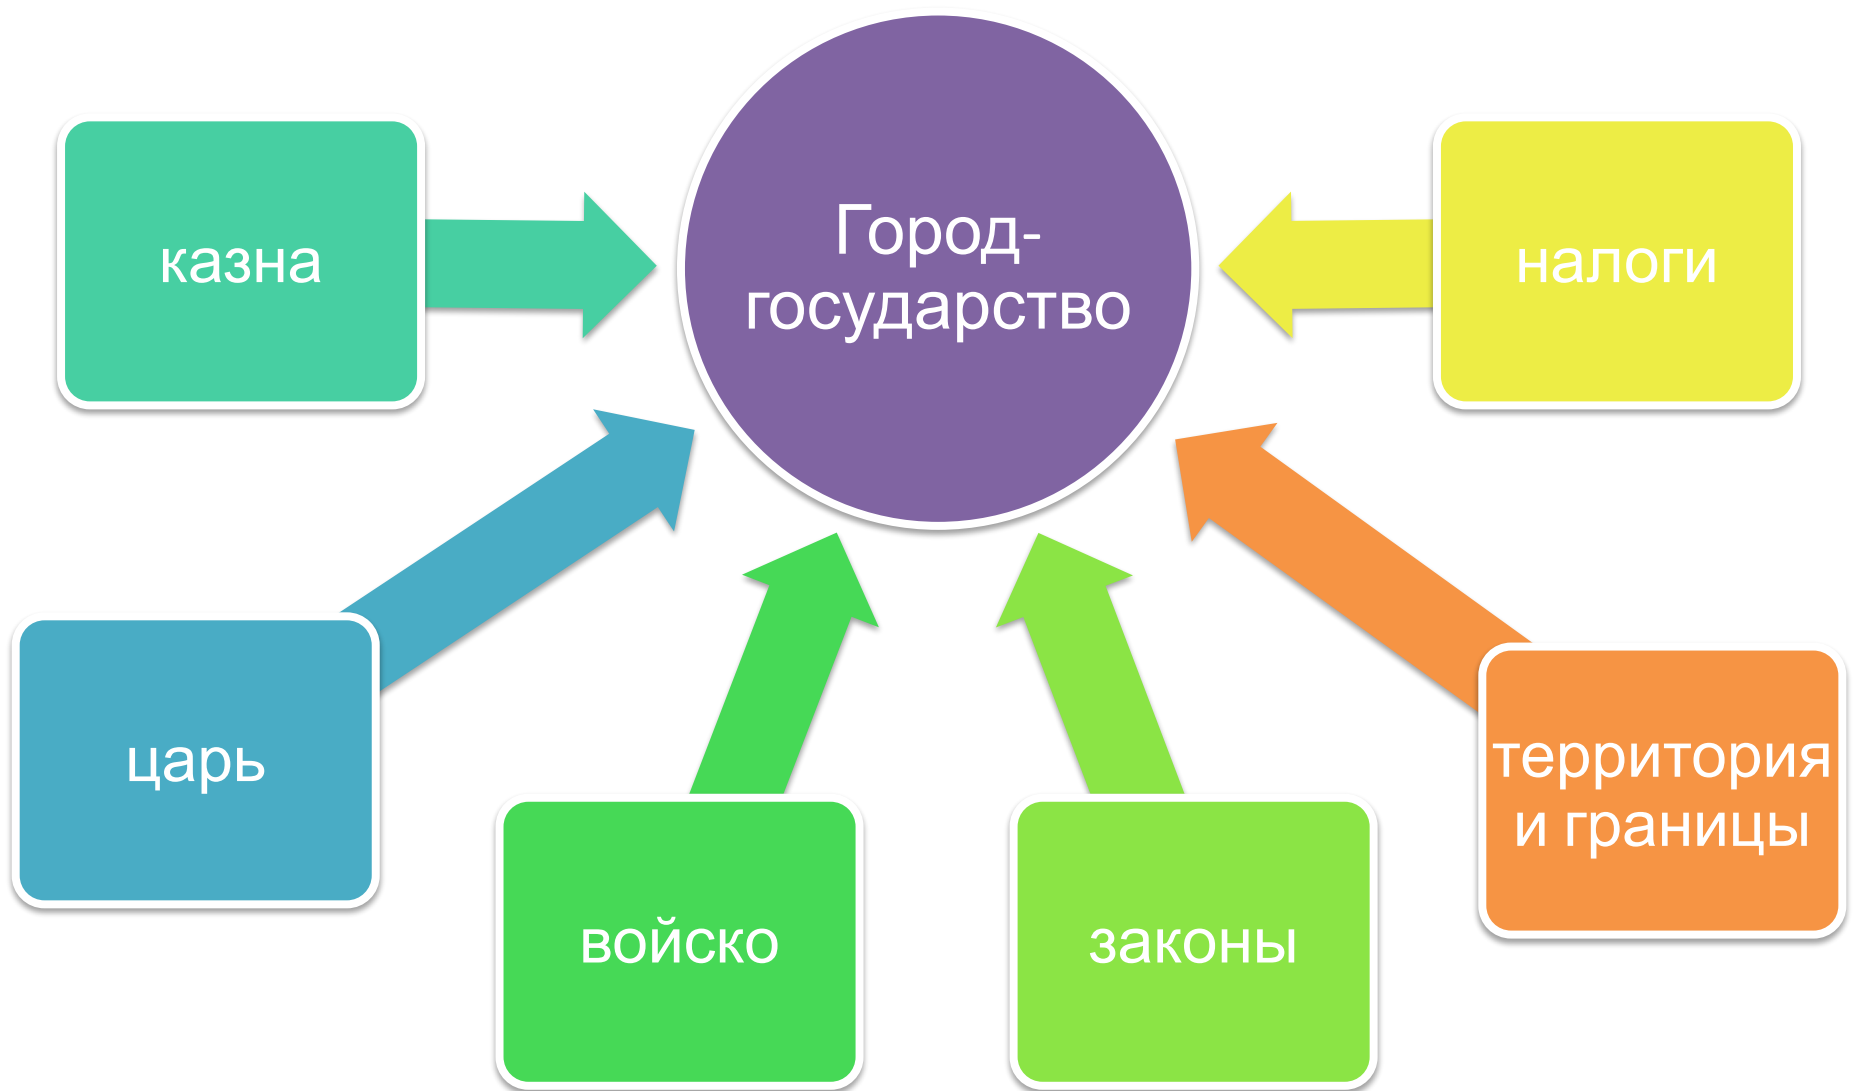 Город-
государство
казна
налоги
царь
территория
и границы
войско
законы